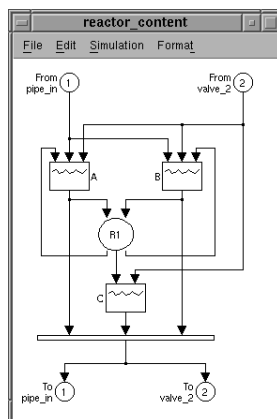 reactor_content
File Edit Simulation Format
From
pipe_in
1
From
valve_2
2
A
B
R1
C
To
pipe_in
1
To
valve_2
2